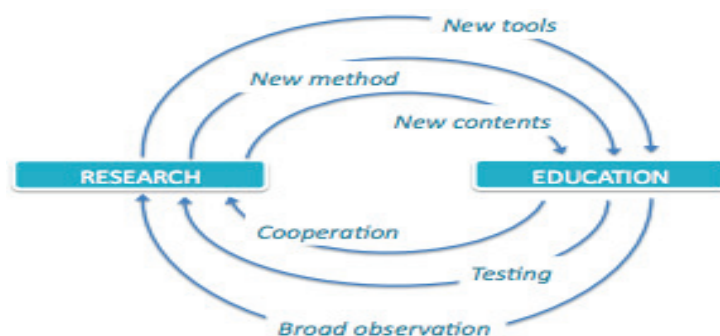 New tools
New method
New contents
RESEARCH
EDUCATION
Cooperation
Testing
Broad observation